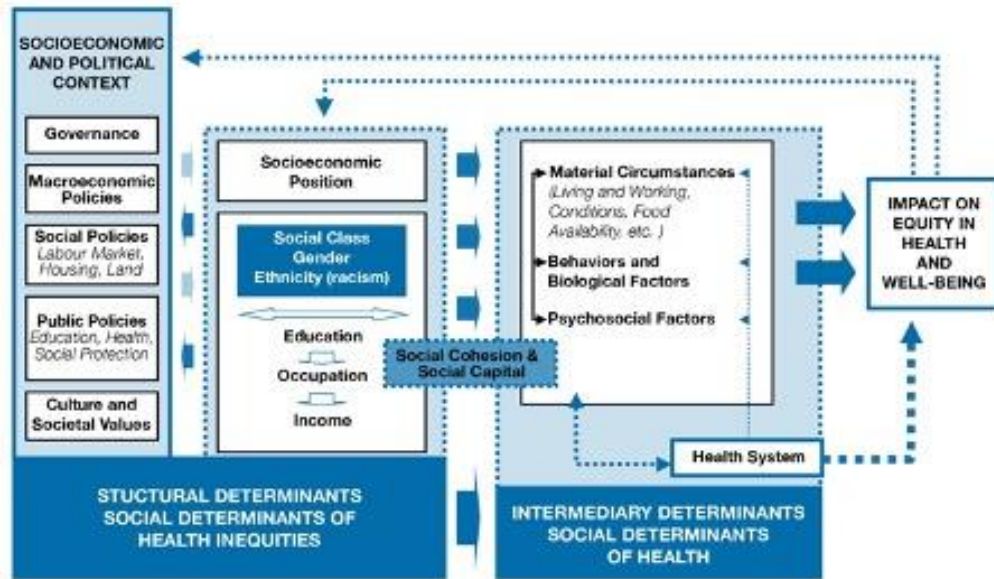 SOCIOECONOMIC
AND POLITICAL
CONTEXT
Governance
Macroeconomic
Policies
Social Policies
Labour Market,
Housing, Land
Public Policies
Education, Health,
Social Protection
Culture and
Societal Values
Socioeconomic
Position
Social Class
Gender
Ethnicity (racism)
Education
Occupation
Income
Social Cohesion &
Social Capital
Material Circumstances
(Living and Working,
Conditions, Food
Availability, etc. )
Behaviors and
Biological Factors
Psychosocial Factors
Health System
IMPACT ON
EQUITY IN
HEALTH
AND
WELL-BEING
STUCTURAL DETERMINANTS
SOCIAL DETERMINANTS OF
HEALTH INEQUITIES
INTERMEDIARY DETERMINANTS
SOCIAL DETERMINANTS
OF HEALTH